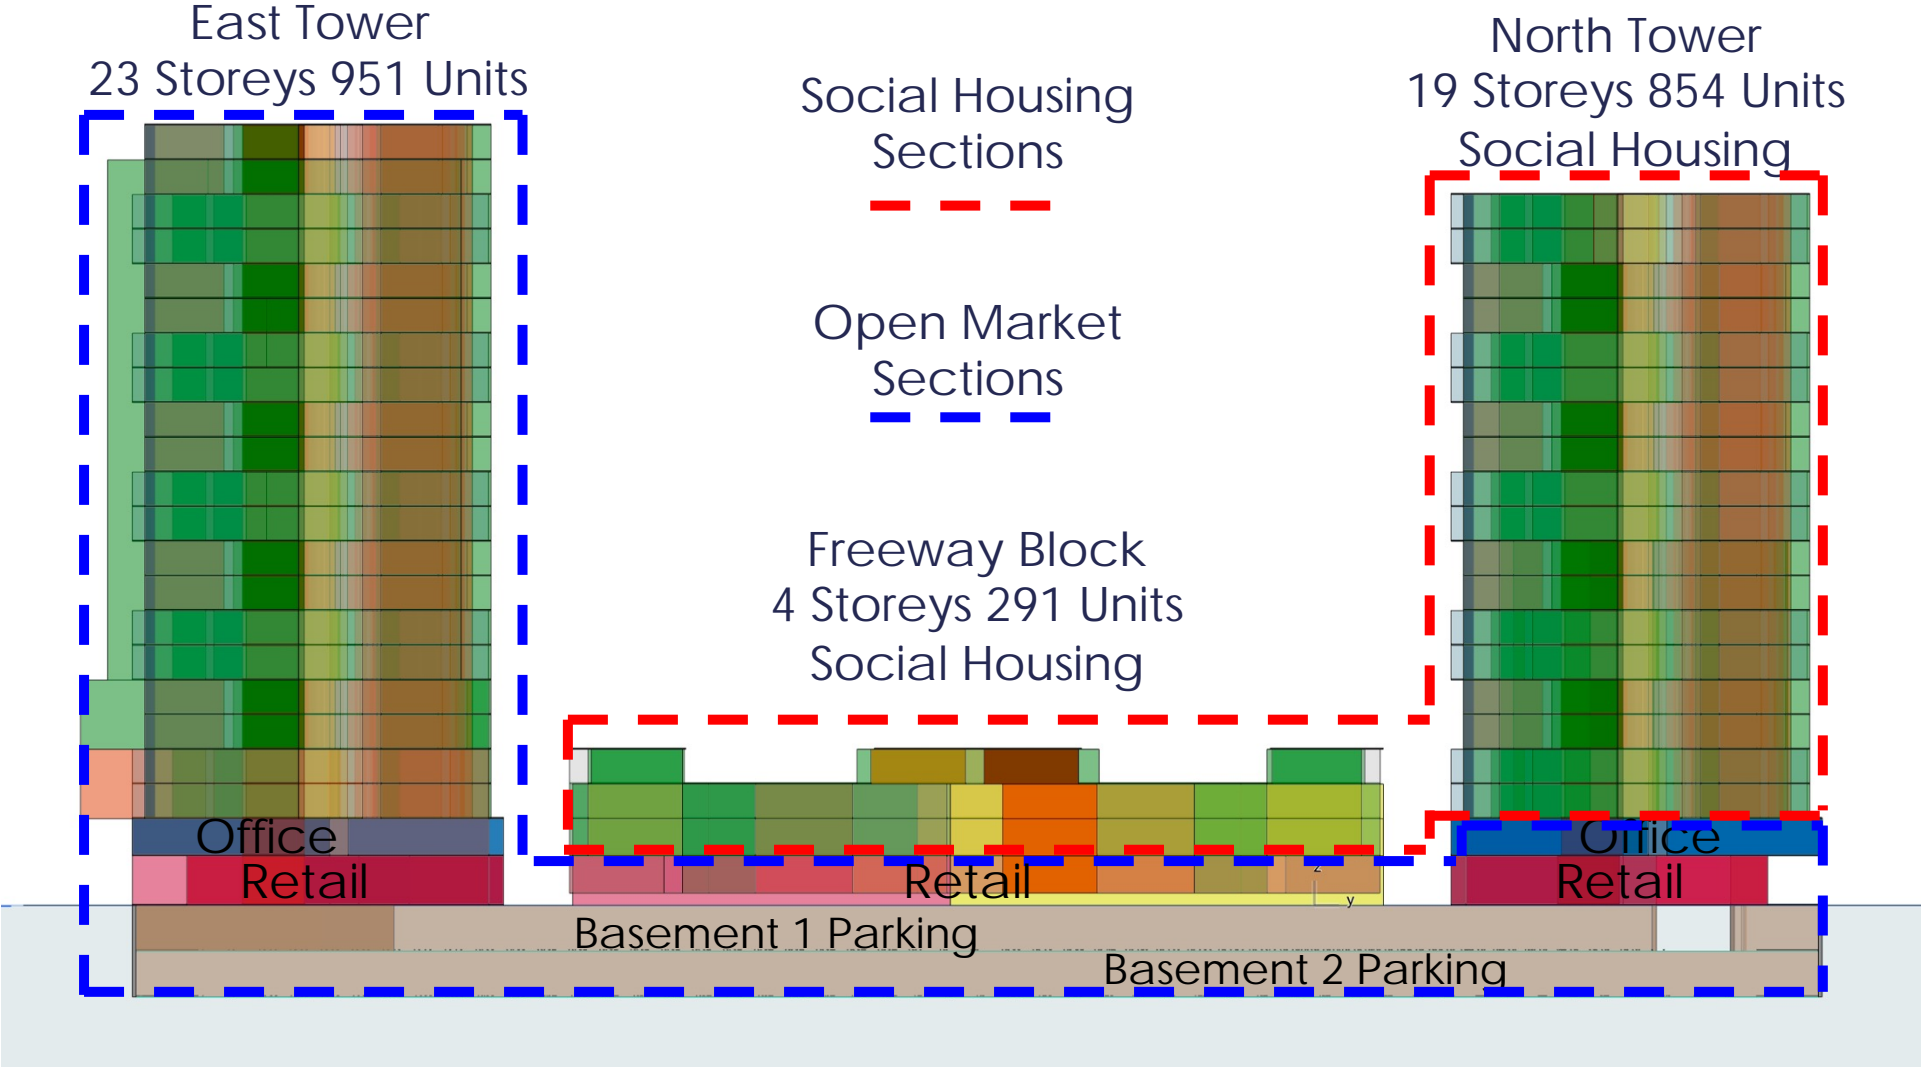 East Tower
23 Storeys 951 Units
Social Housing
Sections
North Tower
19 Storeys 854 Units
Social Housing
Open Market
Sections
Freeway Block
4 Storeys 291 Units
Social Housing
Office
Retail
Retail
Office
Retail
z
y
Basement 1 Parking
Basement 2 Parking